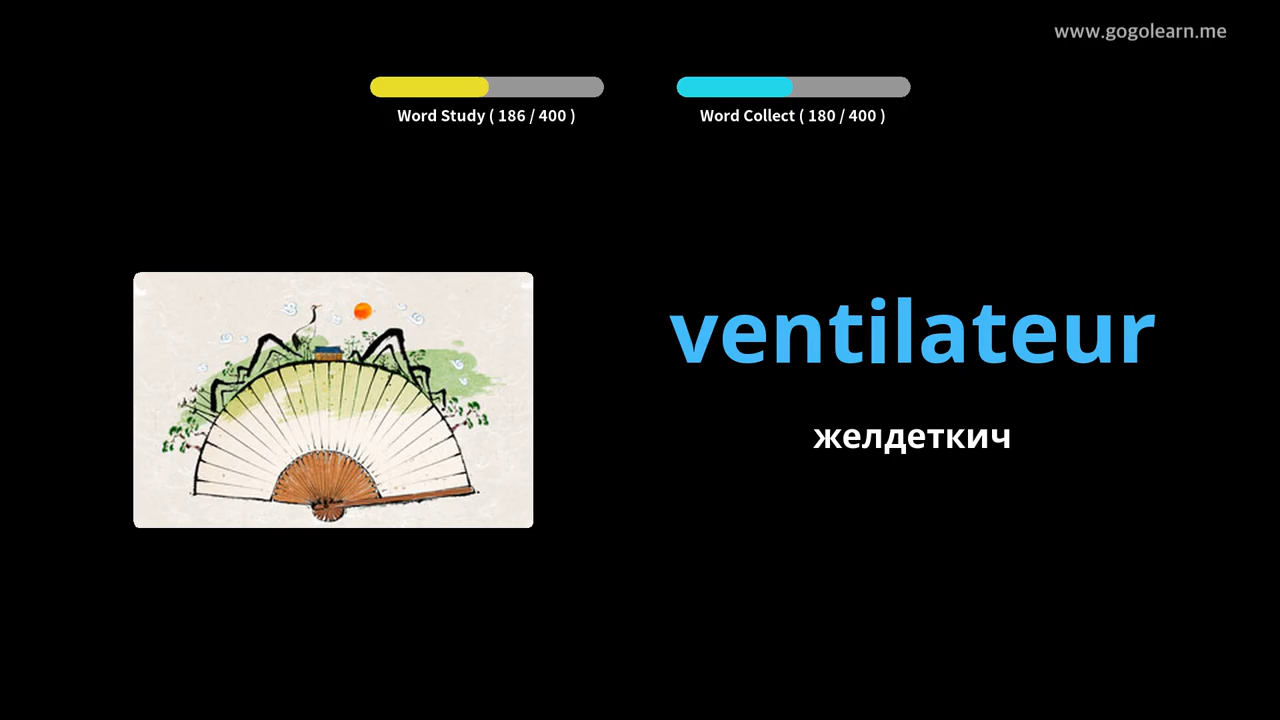 www.gogolearn.me
Word Study ( 186 / 400 )
Word Collect ( 180 / 400 )
ventilateur
желдеткич